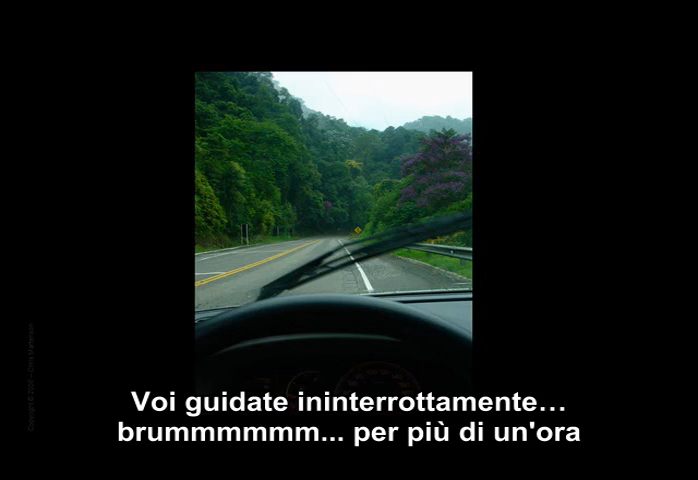 Voi guidate ininterrottamente…
brummmmmm... per più di un'ora